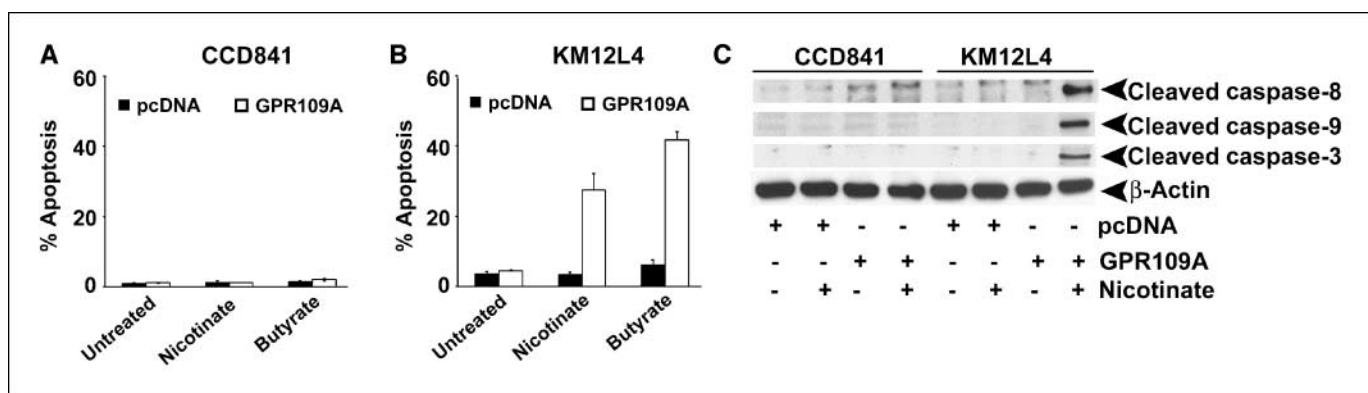 A
CCD841
60
40
20
0
% Apoptosis
pcDNA GPR109A
Untreated
Nicotinate
Butyrate
B
KM12L4
60
40
20
0
% Apoptosis
pcDNA GPR109A
Untreated
Nicotinate
Butyrate
C
CCD841 KM12L4
Cleaved caspase-8
Cleaved caspase-9
Cleaved caspase-3
β-Actin
+ + - - + + - - pcDNA
- - + + - - + + GPR109A
- + - + - + - + Nicotinate